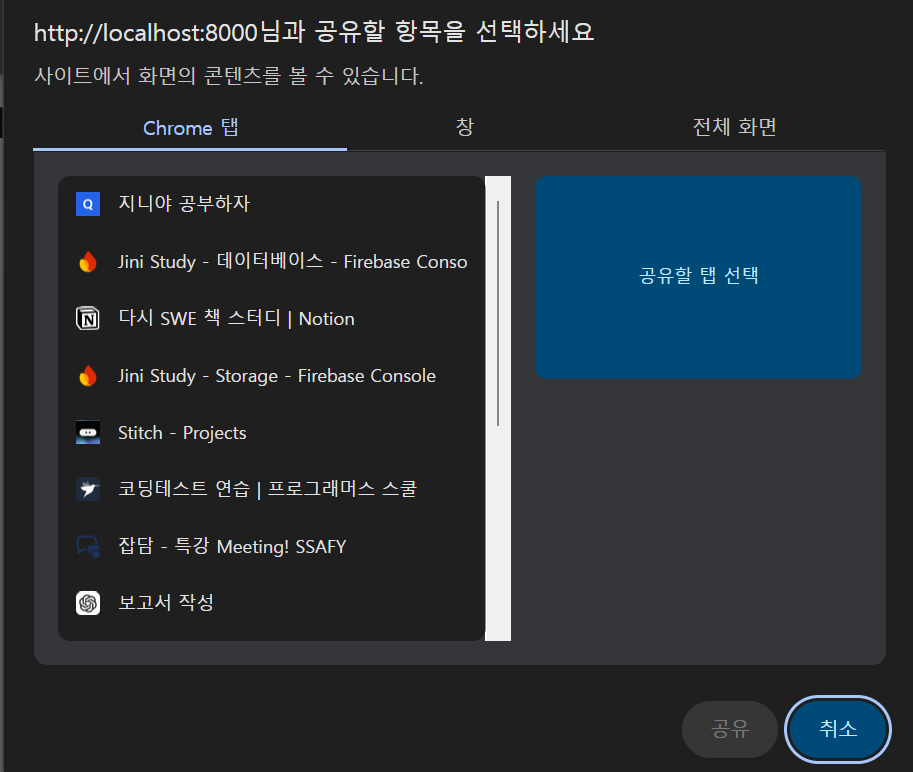 http://localhost:8000님과 공유할 항목을 선택하세요
사이트에서 화면의 콘텐츠를 볼 수 있습니다.
Chrome 탭
창
전체 화면
Q 지니야 공부하자
Jini Study - 데이터베이스 - Firebase Conso
N 다시 SWE 책 스터디 | Notion
Jini Study - Storage - Firebase Console
Stitch - Projects
코딩테스트 연습 | 프로그래머스 스쿨
잡담 - 특강 Meeting! SSAFY
보고서 작성
공유할 탭 선택
공유
취소